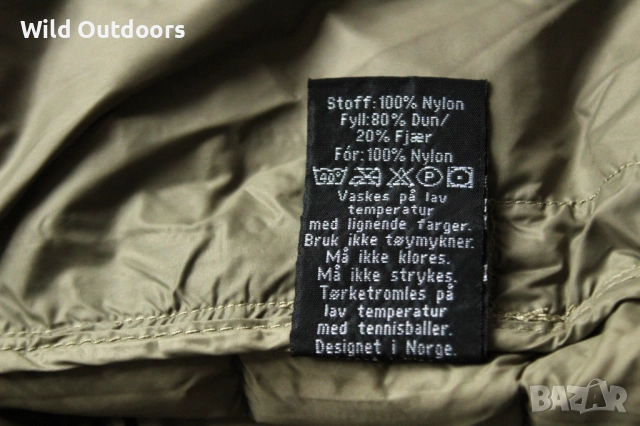 Wild Outdoors
Stoff: 100% Nylon
Fyll: 80% Dun/
20% Fjær
Fór: 100% Nylon
40° P
Vaskes på lav
temperatur
med lignende farger.
Bruk ikke tøymykner.
Må ikke klores.
Må ikke strykes.
Tørketromles på
lav temperatur
med tennisballer.
Designet i Norge.
BAZAR